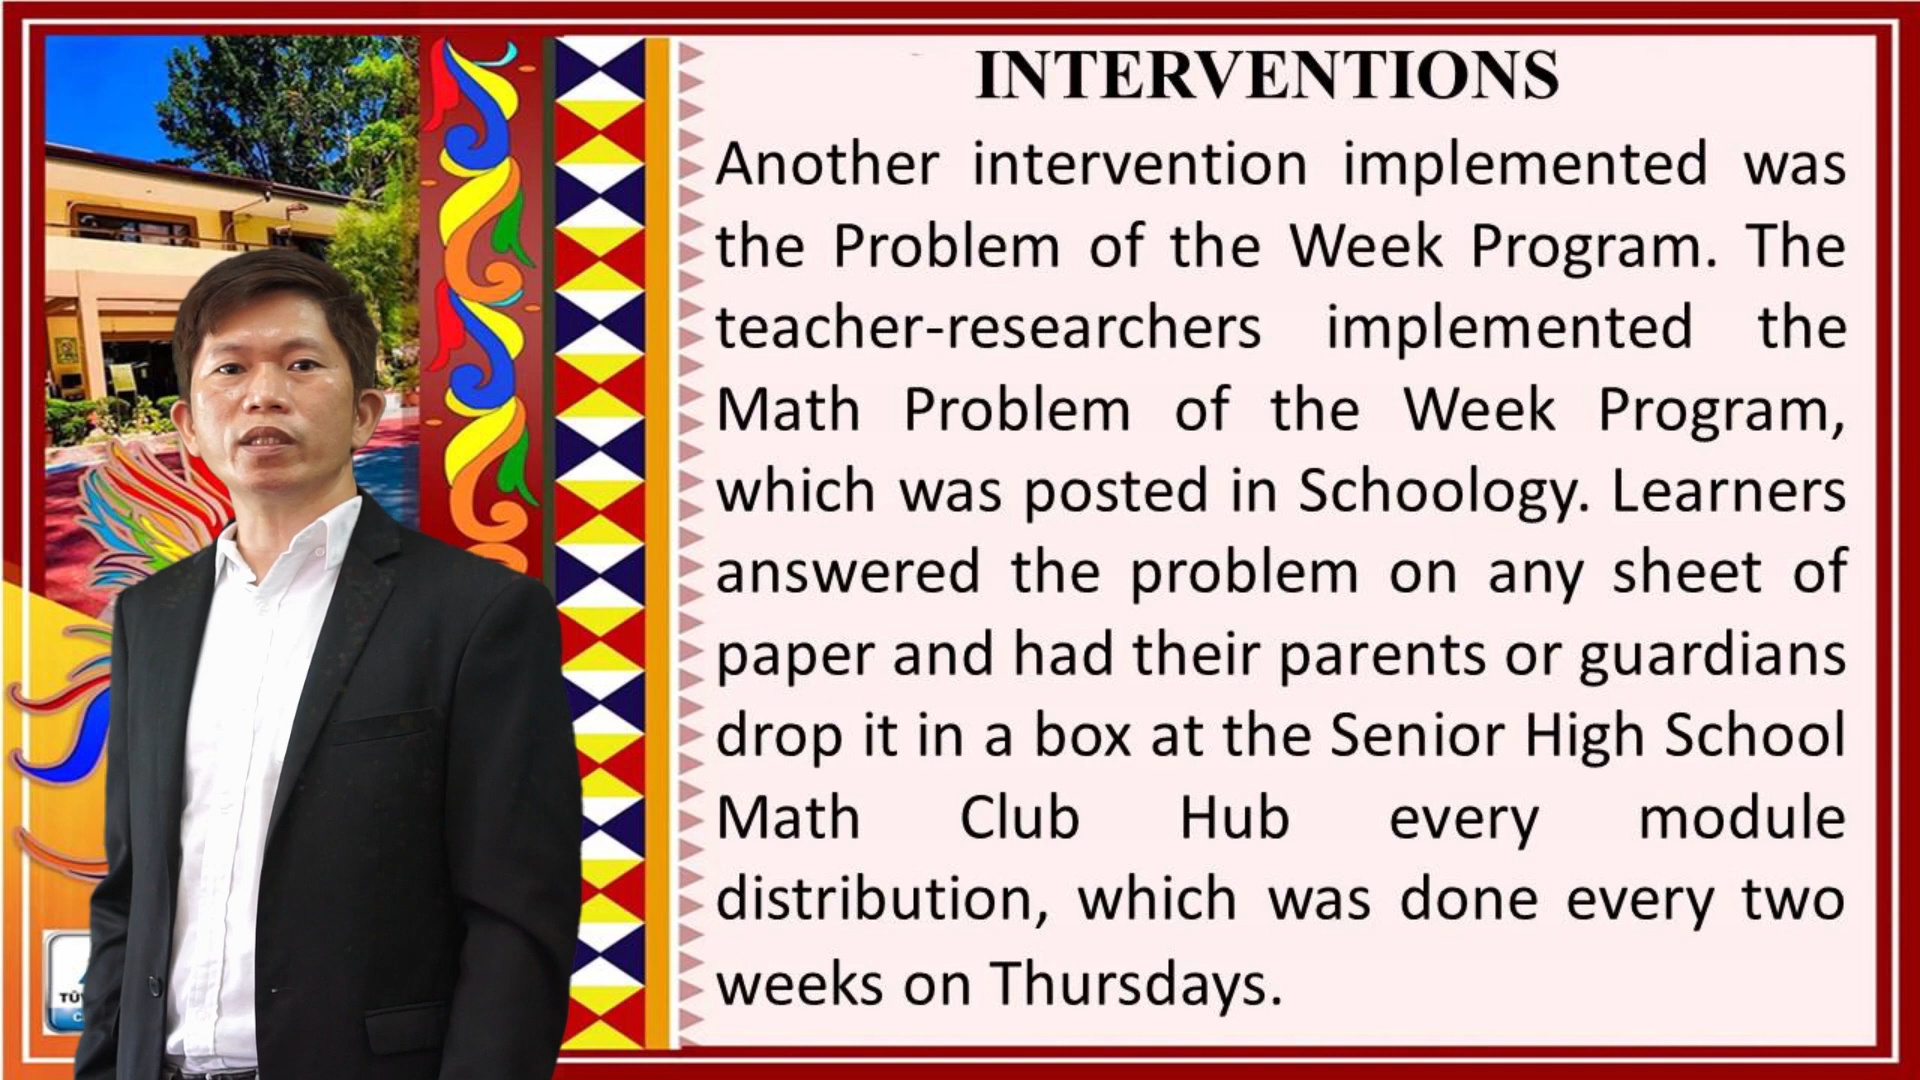 INTERVENTIONS
Another intervention implemented was
the Problem of the Week Program. The
teacher-researchers implemented the
Math Problem of the Week Program,
which was posted in Schoology. Learners
answered the problem on any sheet of
paper and had their parents or guardians
drop it in a box at the Senior High School
Math Club Hub every module
distribution, which was done every two
weeks on Thursdays.